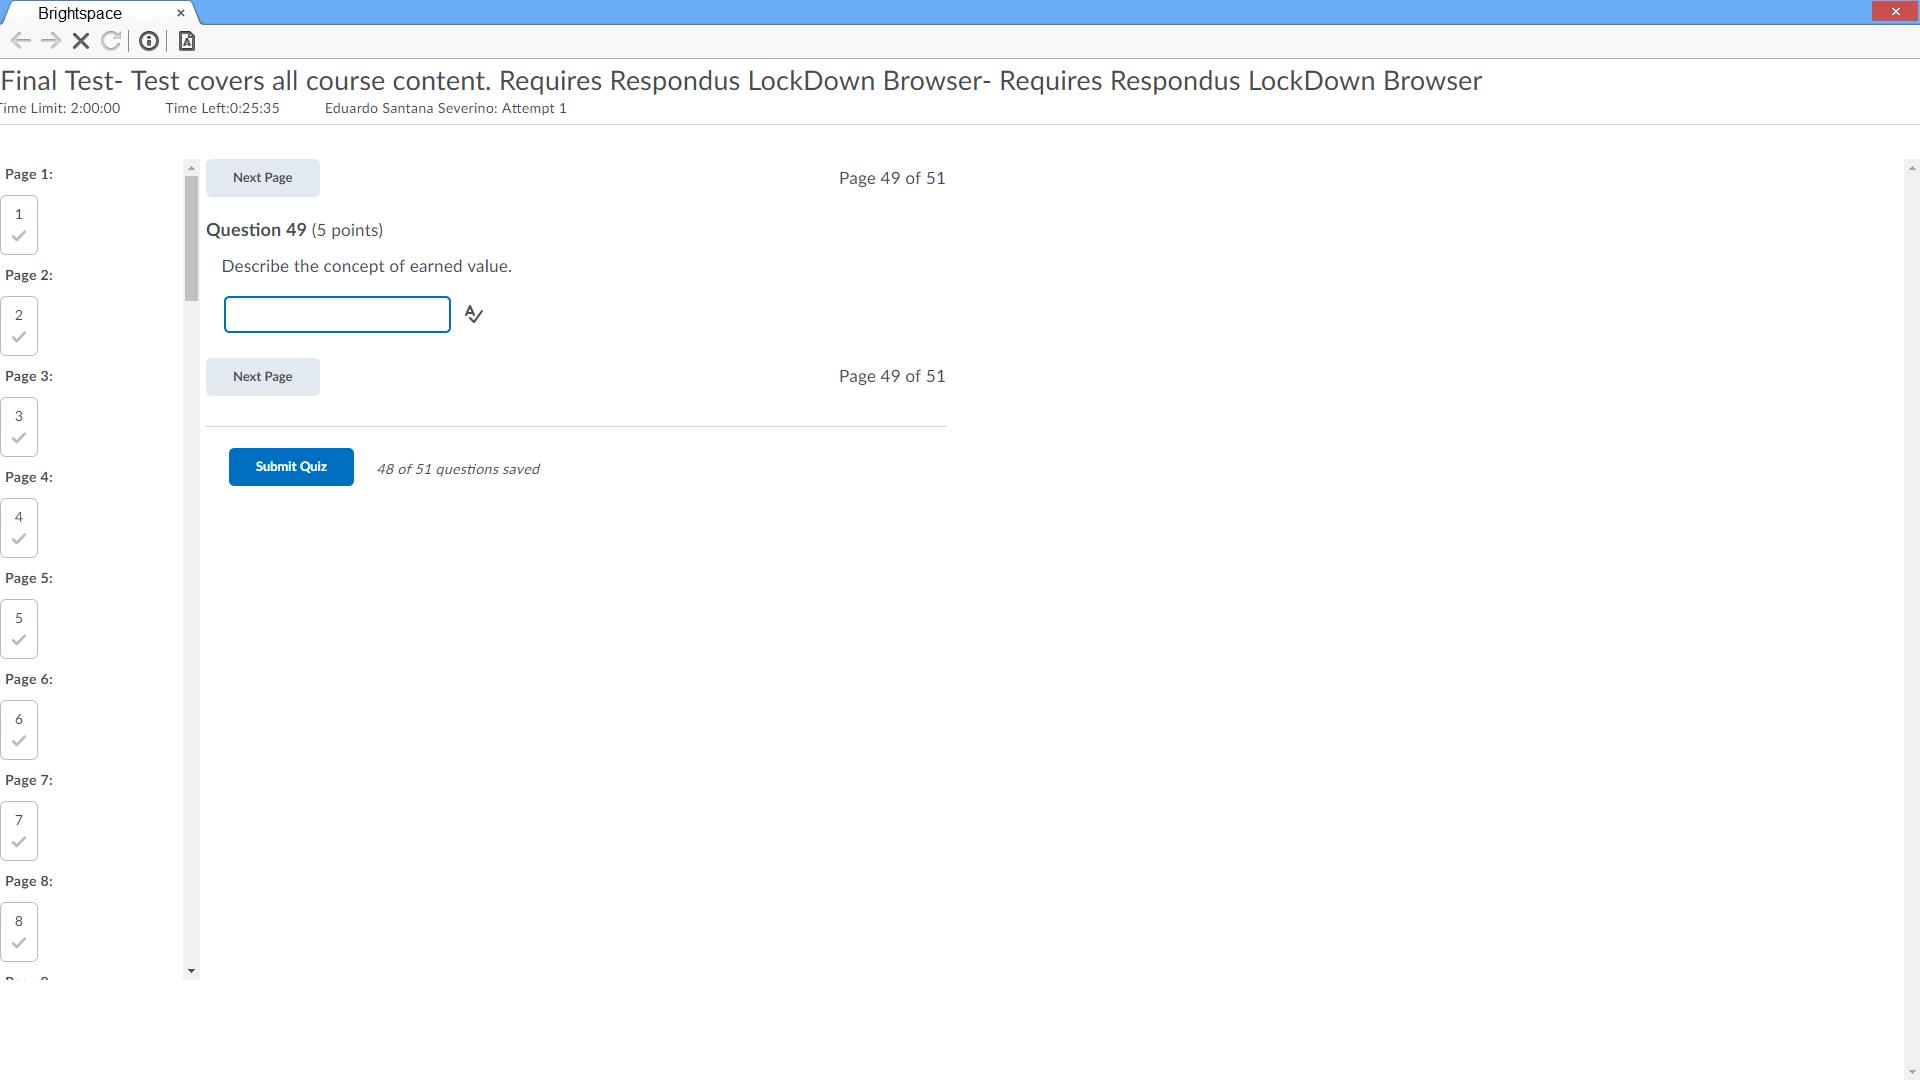 Brightspace
Final Test- Test covers all course content. Requires Respondus LockDown Browser- Requires Respondus LockDown Browser
Time Limit: 2:00:00 Time Left:0:25:35 Eduardo Santana Severino: Attempt 1
Page 1:
1
Page 2:
2
Page 3:
3
Page 4:
4
Page 5:
5
Page 6:
6
Page 7:
7
Page 8:
8
Next Page Page 49 of 51
Question 49 (5 points)
Describe the concept of earned value.
Next Page Page 49 of 51
Submit Quiz 48 of 51 questions saved